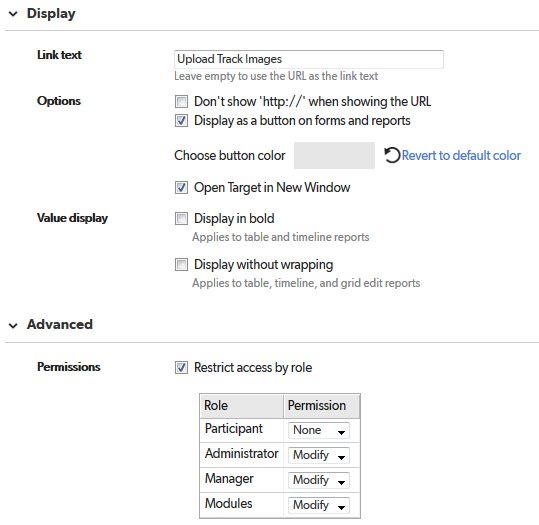 Display
Link text Upload Track Images
Leave empty to use the URL as the link text
Options Don't show 'http://' when showing the URL
Display as a button on forms and reports
Choose button color Revert to default color
Open Target in New Window
Value display Display in bold
Applies to table and timeline reports
Display without wrapping
Applies to table, timeline, and grid edit reports
Advanced
Permissions Restrict access by role
Role Permission
Participant None
Administrator Modify
Manager Modify
Modules Modify